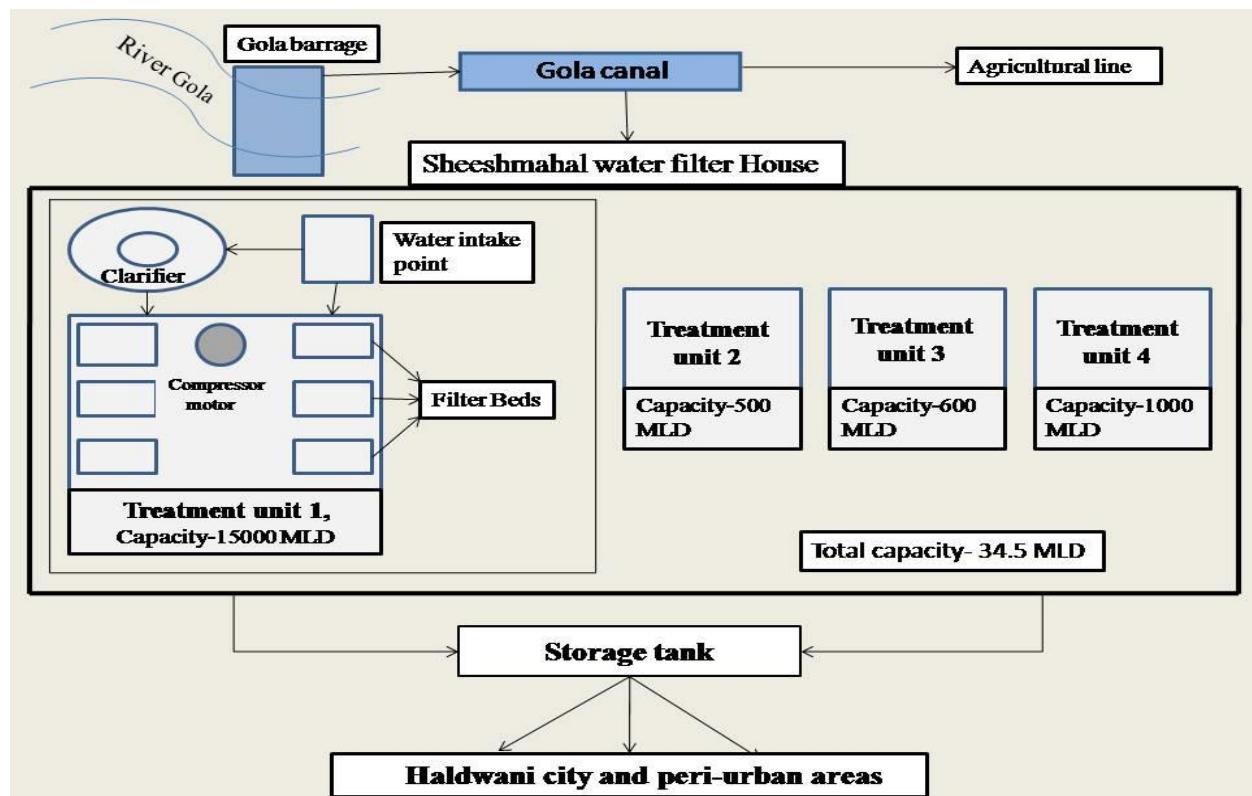 River Gola
Gola barrage
Gola canal
Agricultural line
Sheeshmahal water filter House
Clarifier
Water intake
point
Compressor
motor
Filter Beds
Treatment unit 1,
Capacity-15000 MLD
Treatment
unit 2
Capacity-500
MLD
Treatment
unit 3
Capacity-600
MLD
Treatment
unit 4
Capacity-1000
MLD
Total capacity- 34.5 MLD
Storage tank
Haldwani city and peri-urban areas